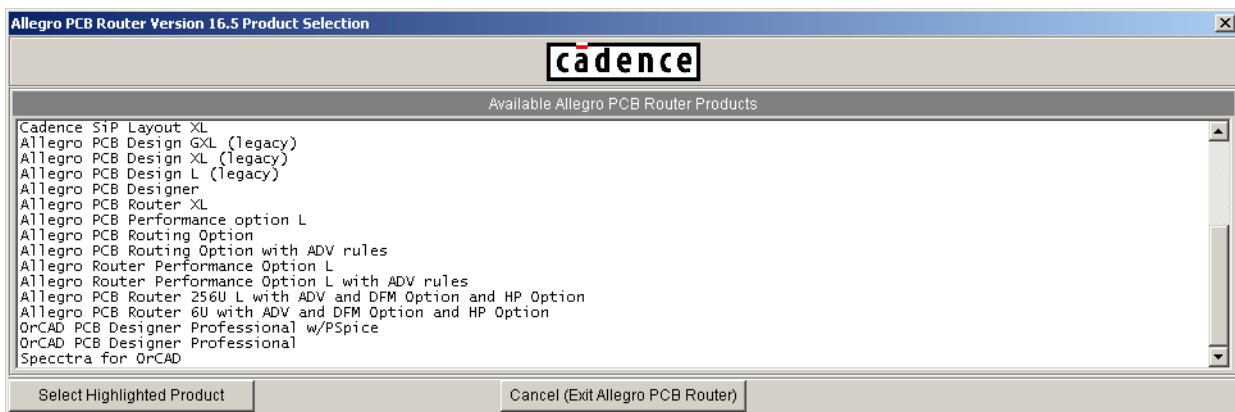 Allegro PCB Router Version 16.5 Product Selection
cādence
Available Allegro PCB Router Products
Cadence SiP Layout XL
Allegro PCB Design GXL (legacy)
Allegro PCB Design XL (legacy)
Allegro PCB Design L (legacy)
Allegro PCB Designer
Allegro PCB Router XL
Allegro PCB Performance option L
Allegro PCB Routing Option
Allegro PCB Routing Option with ADV rules
Allegro Router Performance Option L
Allegro Router Performance Option L with ADV rules
Allegro PCB Router 256U L with ADV and DFM Option and HP Option
Allegro PCB Router 6U with ADV and DFM Option and HP Option
OrCAD PCB Designer Professional w/PSpice
OrCAD PCB Designer Professional
Specctra for OrCAD
Select Highlighted Product
Cancel (Exit Allegro PCB Router)